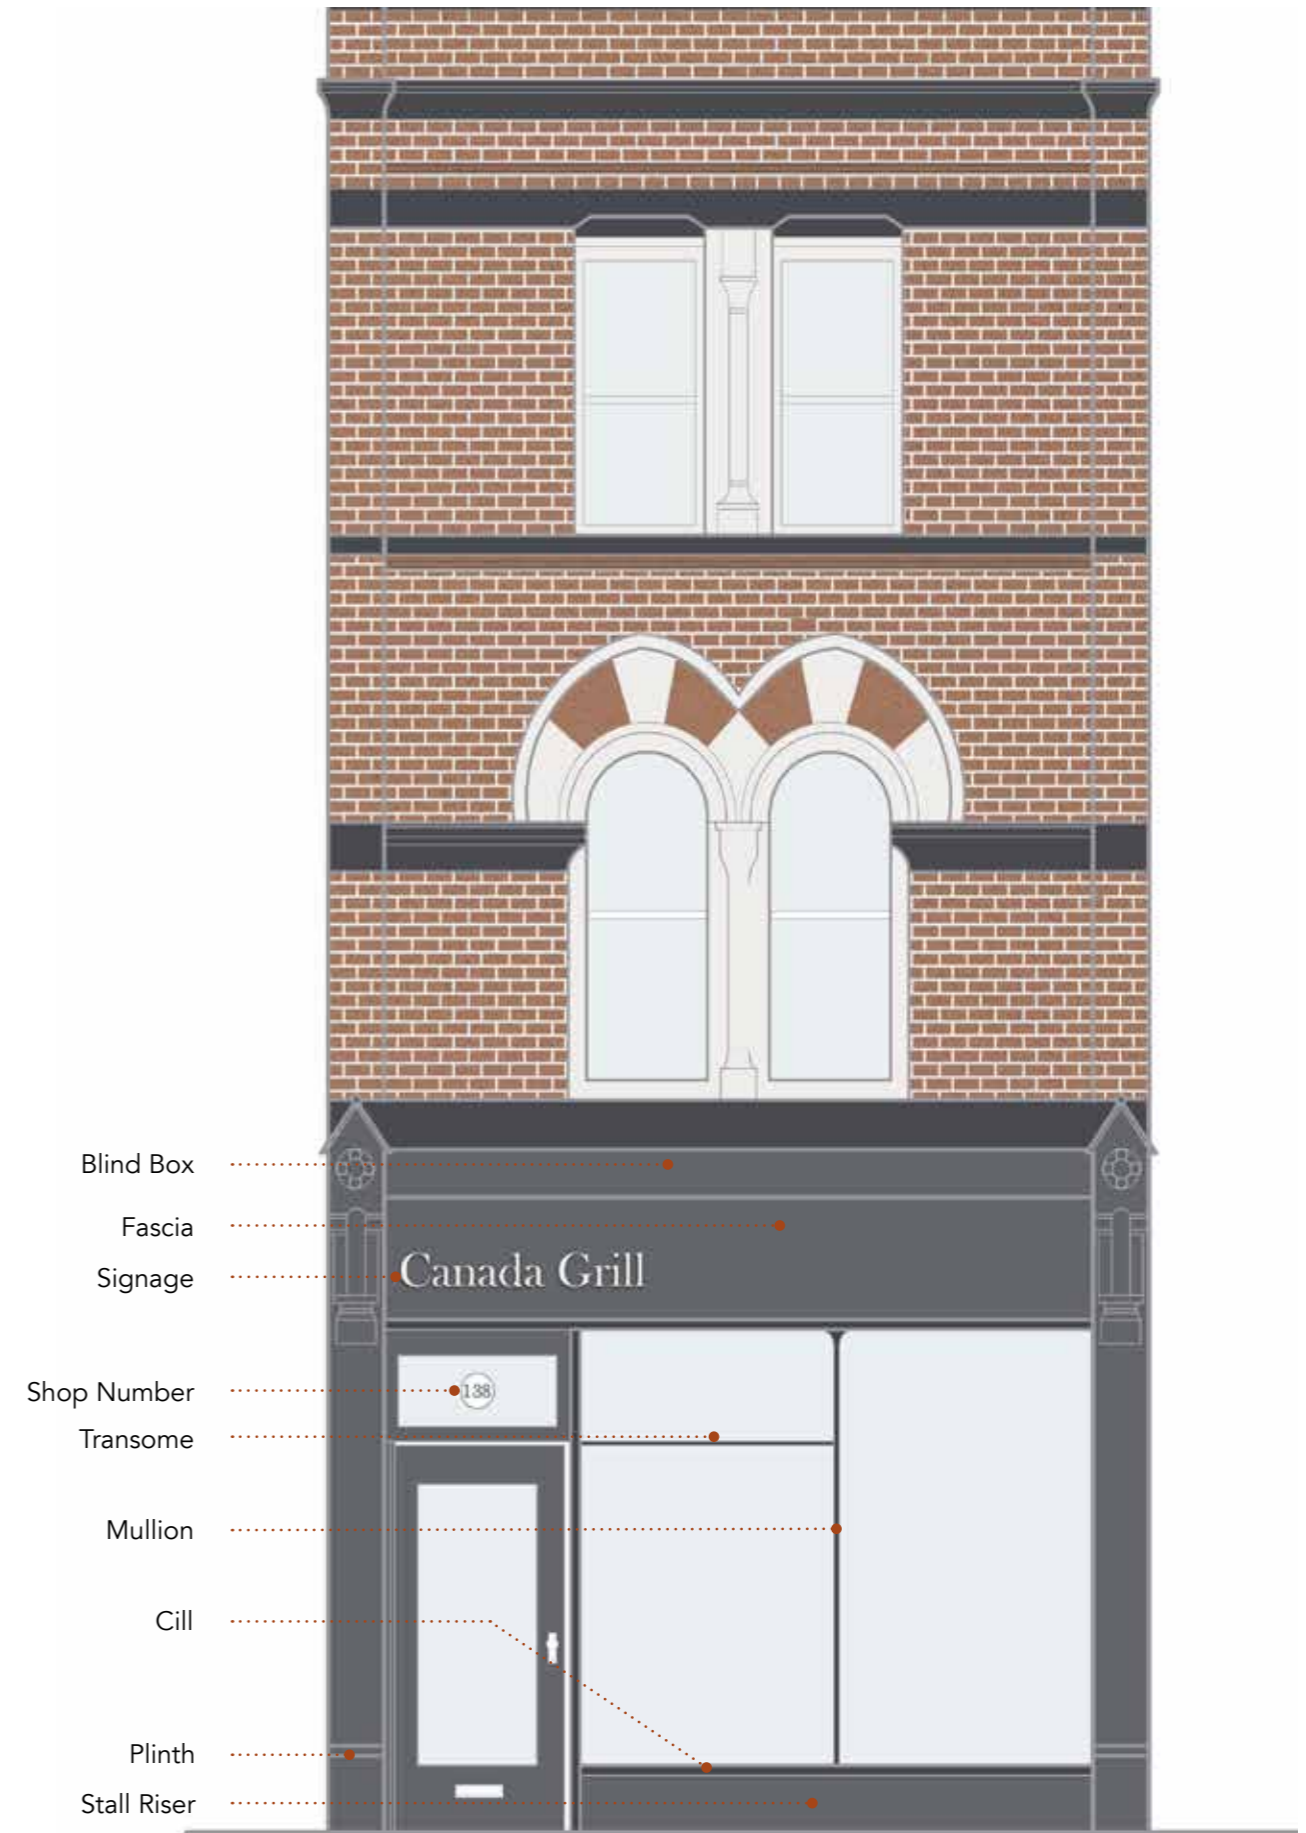 Blind Box
Fascia
Signage
Canada Grill
Shop Number
138
Transome
Mullion
Cill
Plinth
Stall Riser